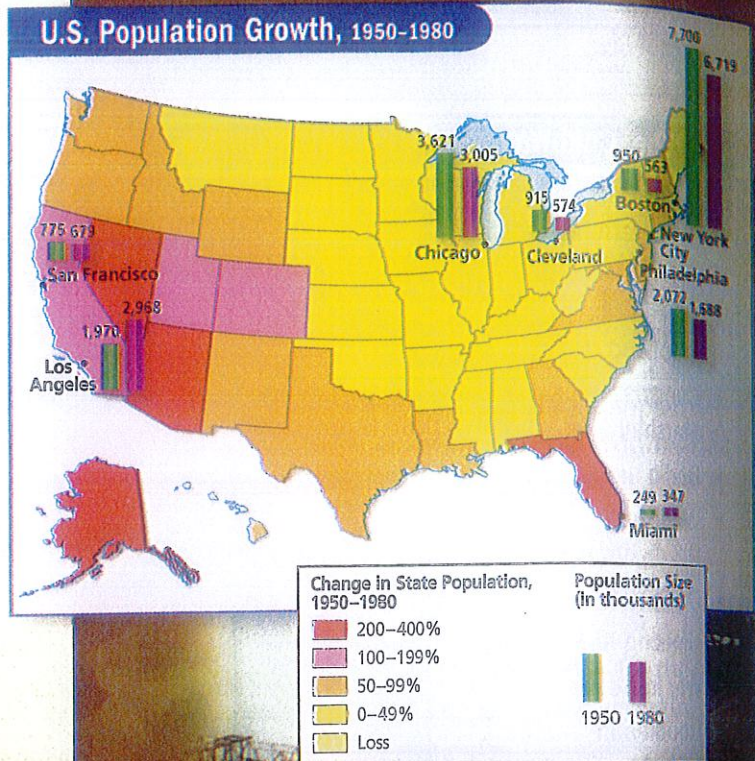 U.S. Population Growth, 1950–1980
7,700
6,719
3,621
3,005
950
563
915
574
Boston
775 679
Chicago
Cleveland
New York
City
San Francisco
Philadelphia
2,968
2,072
1,688
1,970
Los
Angeles
249 347
Miami
Change in State Population,
1950–1980
200–400%
100–199%
50–99%
0–49%
Loss
Population Size
(in thousands)
1950 1980